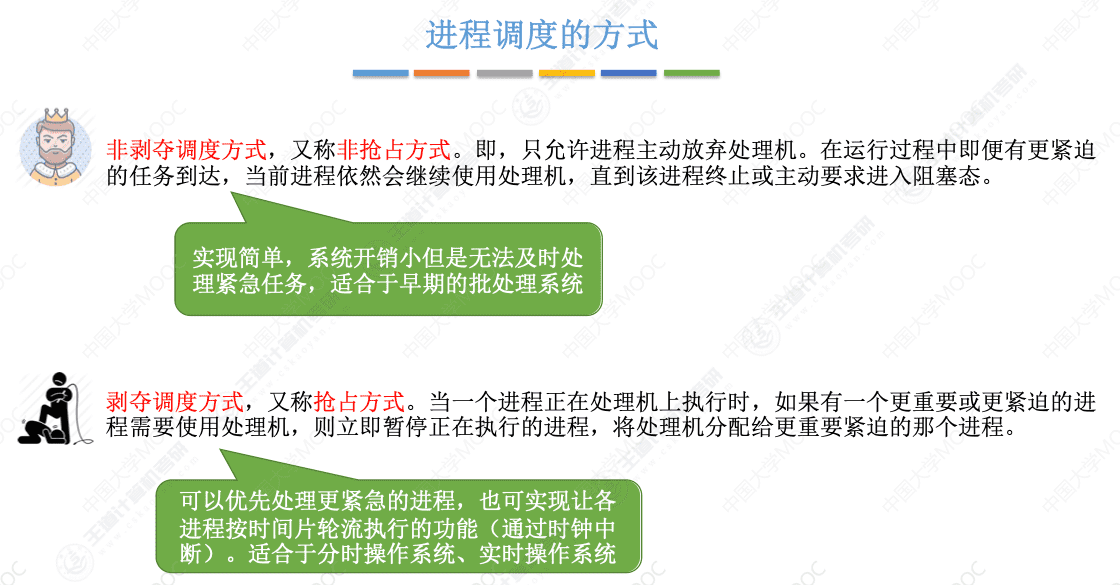 进程调度的方式
非剥夺调度方式，又称非抢占方式。即，只允许进程主动放弃处理机。在运行过程中即便有更紧迫
的任务到达，当前进程依然会继续使用处理机，直到该进程终止或主动要求进入阻塞态。
实现简单，系统开销小但是无法及时处
理紧急任务，适合于早期的批处理系统
剥夺调度方式，又称抢占方式。当一个进程正在处理机上执行时，如果有一个更重要或更紧迫的进
程需要使用处理机，则立即暂停正在执行的进程，将处理机分配给更重要紧迫的那个进程。
可以优先处理更紧急的进程，也可实现让各
进程按时间片轮流执行的功能（通过时钟中
断）。适合于分时操作系统、实时操作系统